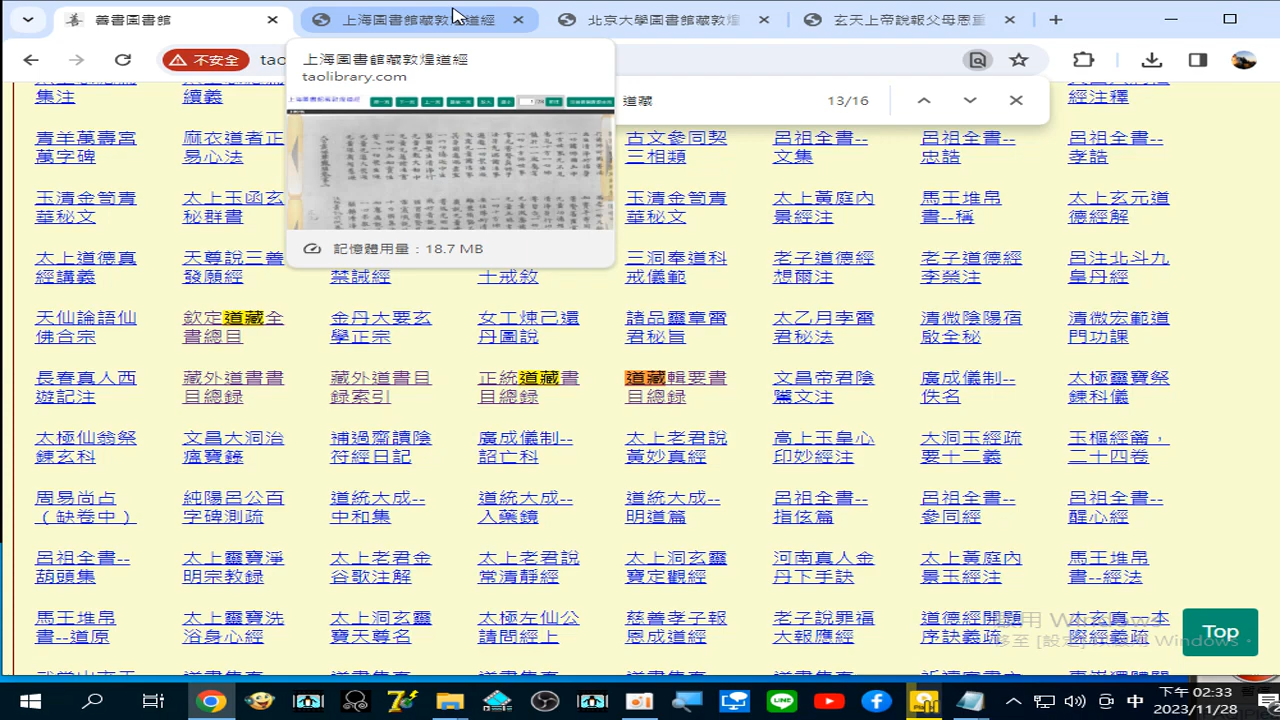 善書圖書館
上海圖書館藏敦煌道經
北京大學圖書館藏敦煌
玄天上帝說報父母恩重
不安全
tao
上海圖書館藏敦煌道經
taolibrary.com
道藏
13/16
記憶體用量：18.7 MB
集注
續義
經注釋
青羊萬壽宮
萬字碑
麻衣道者正
易心法
古文參同契
三相類
呂祖全書--
文集
呂祖全書--
忠誥
呂祖全書--
孝誥
玉清金笥青
華秘文
太上玉函玄
秘群書
玉清金笥青
華秘文
太上黃庭內
景經注
馬王堆帛
書--稱
太上玄元道
德經解
太上道德真
經講義
天尊說三善
發願經
禁誡經
十戒敘
三洞奉道科
戒儀範
老子道德經
想爾注
老子道德經
李榮注
呂注北斗九
皇丹經
天仙論語仙
佛合宗
欽定道藏全
書總目
金丹大要玄
學正宗
女工煉己還
丹圖說
諸品靈章雷
君秘旨
太乙月孛雷
君秘法
清微陰陽宿
啟全秘
清微宏範道
門功課
長春真人西
遊記注
藏外道書書
目總録
藏外道書目
録索引
正統道藏書
目總録
道藏輯要書
目總録
文昌帝君陰
騭文注
廣成儀制--
佚名
太極靈寶祭
鍊科儀
太極仙翁祭
鍊玄科
文昌大洞治
瘟寶籙
補過齋讀陰
符經日記
廣成儀制--
詔亡科
太上老君說
黃妙真經
高上玉皇心
印妙經注
大洞玉經疏
要十二義
玉樞經籥，
二十四卷
周易尚占
（缺卷中）
純陽呂公百
字碑測疏
道統大成--
中和集
道統大成--
入藥鏡
道統大成--
明道篇
呂祖全書--
指佉篇
呂祖全書--
參同經
呂祖全書--
醒心經
呂祖全書--
葫頭集
太上靈寶淨
明宗教録
太上老君金
谷歌注解
太上老君說
常清靜經
太上洞玄靈
寶定觀經
河南真人金
丹下手訣
太上黃庭內
景玉經注
馬王堆帛
書--經法
馬王堆帛
書--道原
太上靈寶洗
浴身心經
太上洞玄靈
寶天尊名
太極左仙公
請問經上
慈善孝子報
恩成道經
老子說罪福
大報應經
道德經開題
序訣義疏
太玄真一本
際經義疏
Top
中
下午 02:33
2023/11/28